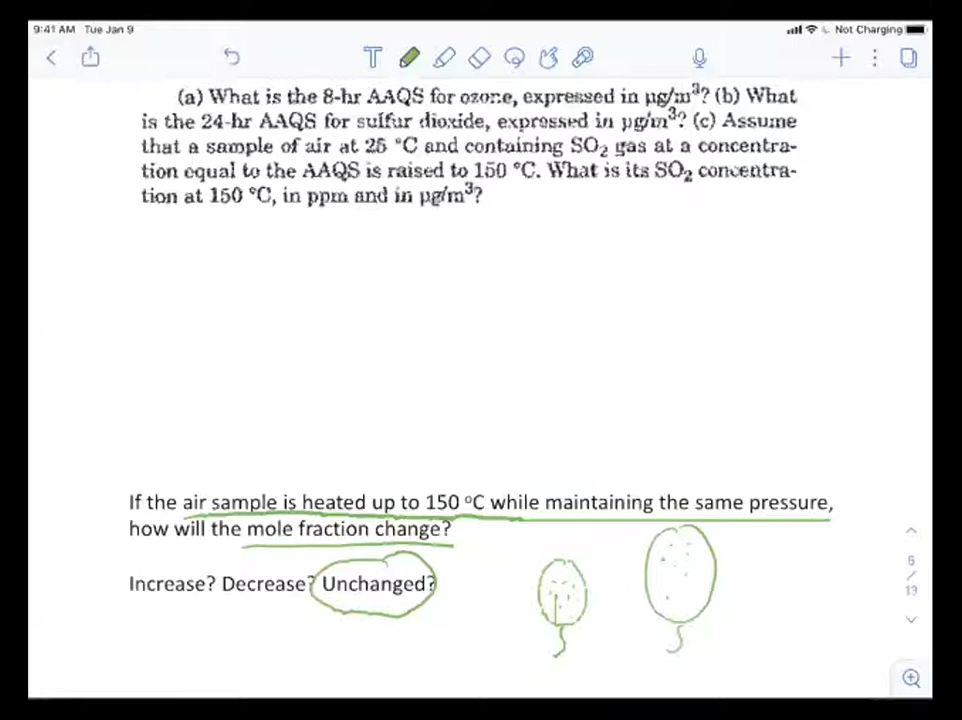 9:41 AM Tue Jan 9
Not Charging
T
(a) What is the 8-hr AAQS for ozone, expressed in µg/m³? (b) What
is the 24-hr AAQS for sulfur dioxide, expressed in µg/m³? (c) Assume
that a sample of air at 25 °C and containing SO₂ gas at a concentra-
tion equal to the AAQS is raised to 150 °C. What is its SO₂ concentra-
tion at 150 °C, in ppm and in µg/m³?
If the air sample is heated up to 150 °C while maintaining the same pressure,
how will the mole fraction change?
Increase? Decrease? Unchanged?
6
/
13